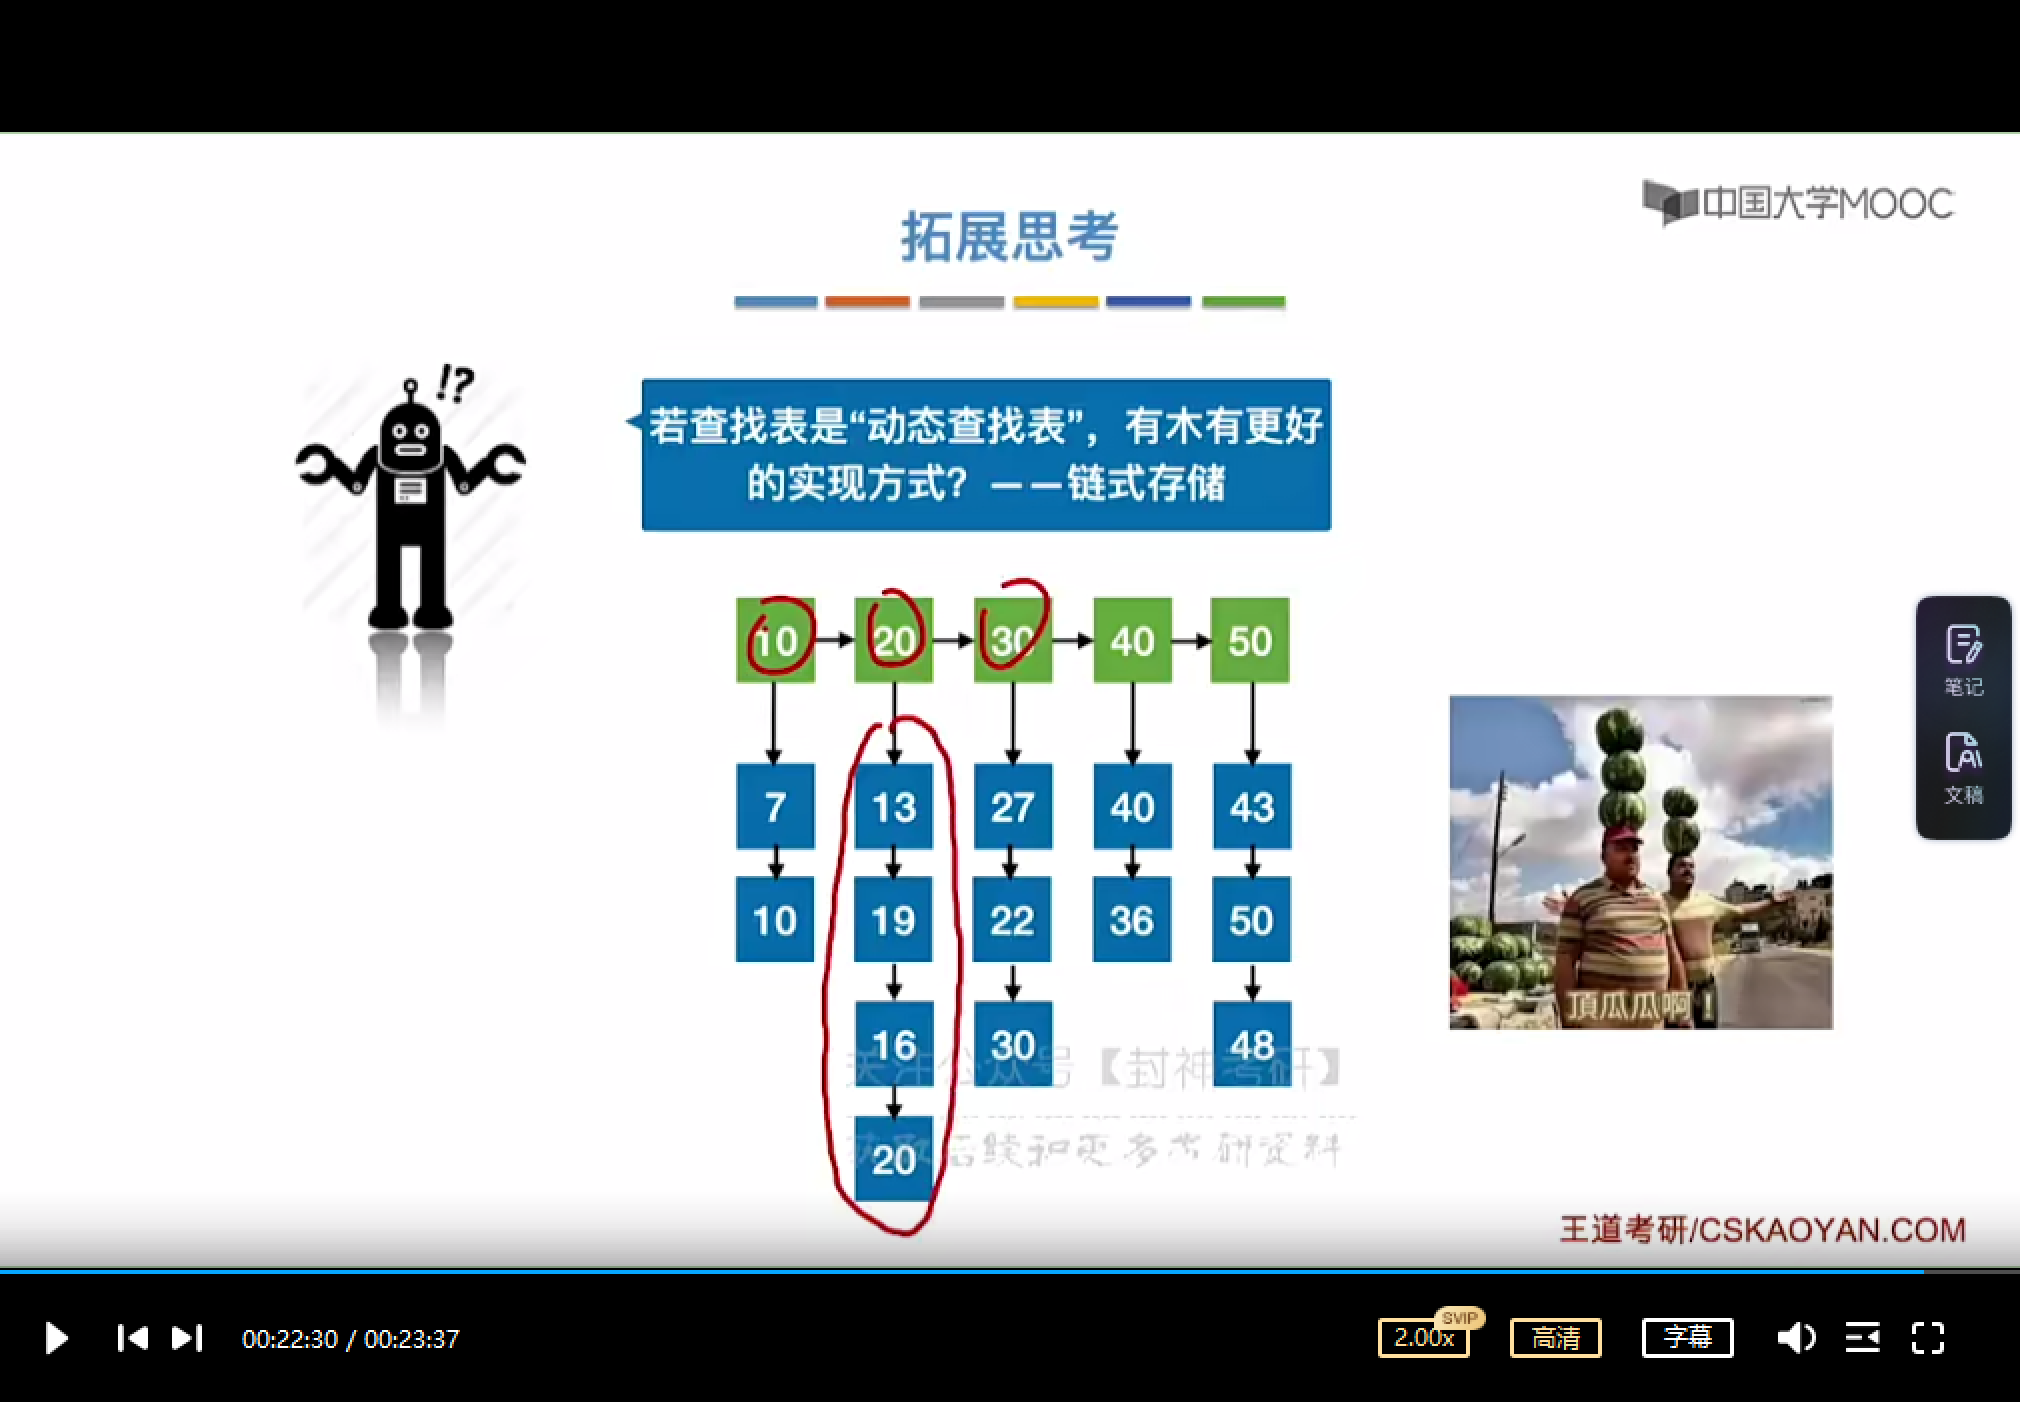 中国大学MOOC
拓展思考
!?
若查找表是“动态查找表”，有木有更好
的实现方式？——链式存储
10 20 30 40 50
7 13 27 40 43
10 19 22 36 50
16 30 48
关注公众号【封神考研】
20
获取后续和更多考研资料
頂瓜瓜啊！
笔记
文稿
王道考研/CSKAOYAN.COM
00:22:30 / 00:23:37
2.00x SVIP 高清 字幕